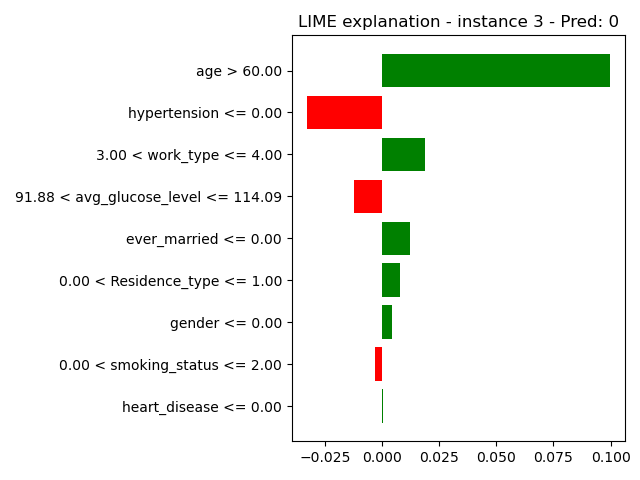 LIME explanation - instance 3 - Pred: 0
age > 60.00
hypertension <= 0.00
3.00 < work_type <= 4.00
91.88 < avg_glucose_level <= 114.09
ever_married <= 0.00
0.00 < Residence_type <= 1.00
gender <= 0.00
0.00 < smoking_status <= 2.00
heart_disease <= 0.00
−0.025 0.000 0.025 0.050 0.075 0.100